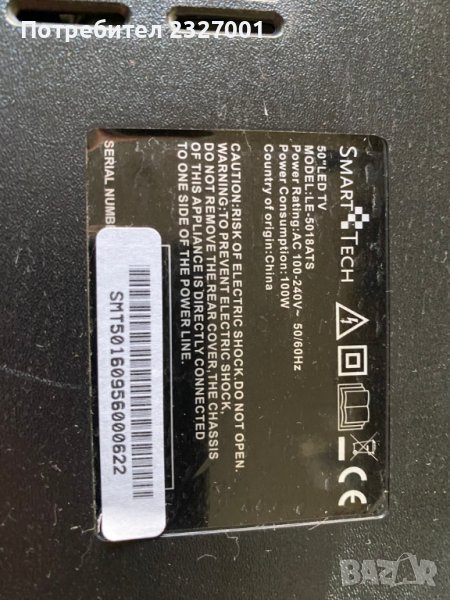 Потребител 2327001
SMART TECH
50"LED TV
MODEL:LE-5018ATS
Power Rating:AC 100-240V~ 50/60Hz
Power Consumption:100W
Country of origin:China
CAUTION:RISK OF ELECTRIC SHOCK.DO NOT OPEN.
WARNING:TO PREVENT ELECTRIC SHOCK,
DO NOT REMOVE THE REAR COVER, THE CHASSIS
OF THIS APPLIANCE IS DIRECTLY CONNECTED
TO ONE SIDE OF THE POWER LINE.
SERIAL NUMB
SMT50160956000622
CE
BAZAR